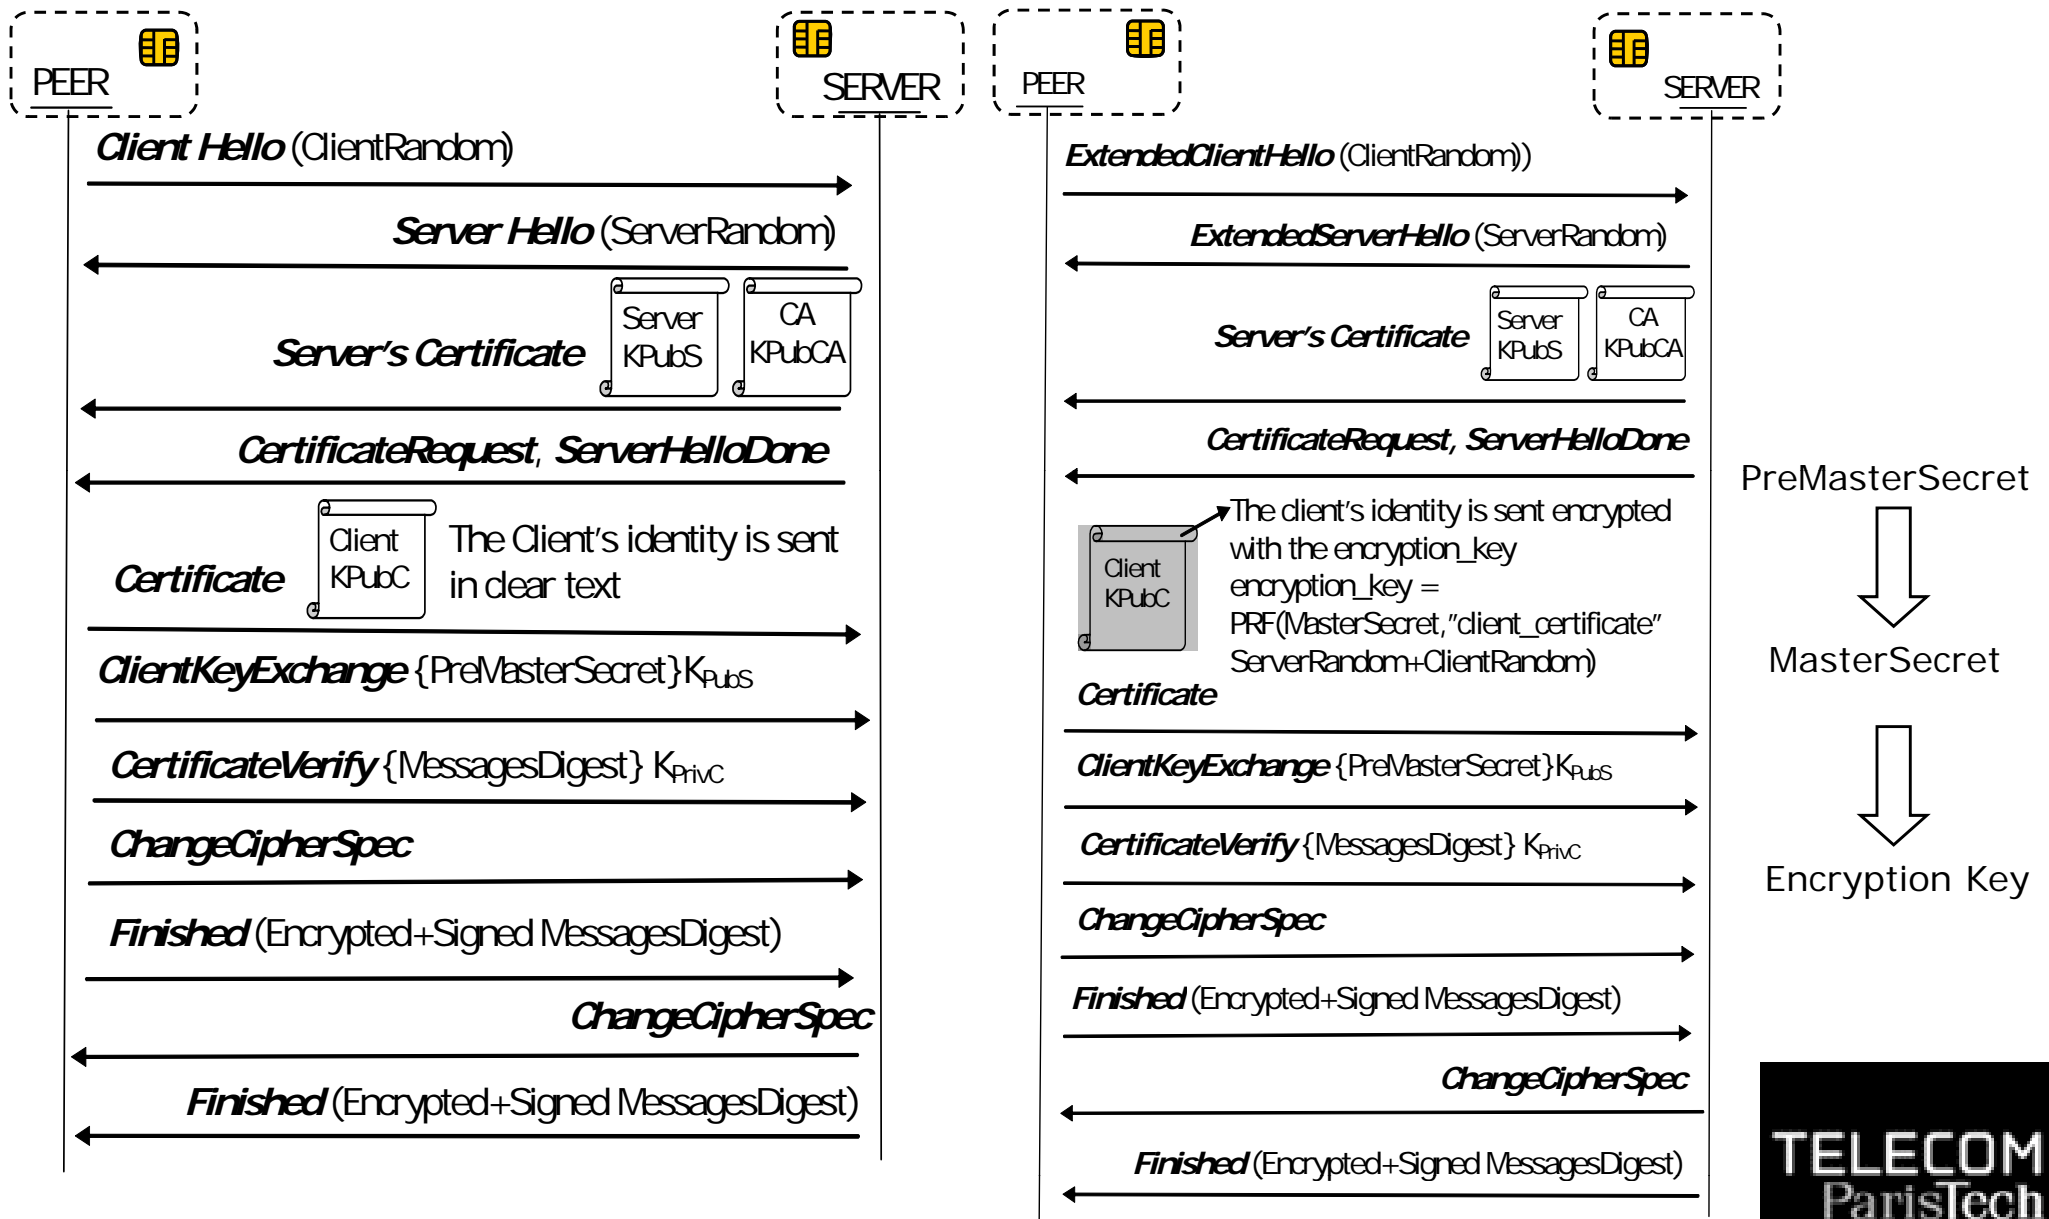 PEER
SERVER
Client Hello (ClientRandom)
Server Hello (ServerRandom)
Server
KPubS
CA
KPubCA
Server's Certificate
CertificateRequest, ServerHelloDone
Client
KPubC
The Client's identity is sent
in clear text
Certificate
ClientKeyExchange {PreMasterSecret}KPubS
CertificateVerify {MessagesDigest} KPrivC
ChangeCipherSpec
Finished (Encrypted+Signed MessagesDigest)
ChangeCipherSpec
Finished (Encrypted+Signed MessagesDigest)
PEER
SERVER
ExtendedClientHello (ClientRandom))
ExtendedServerHello (ServerRandom)
Server's Certificate
Server
KPubS
CA
KPubCA
CertificateRequest, ServerHelloDone
Client
KPubC
The client's identity is sent encrypted
with the encryption_key
encryption_key =
PRF(MasterSecret,"client_certificate"
ServerRandom+ClientRandom)
Certificate
ClientKeyExchange {PreMasterSecret}KPubS
CertificateVerify {MessagesDigest} KPrivC
ChangeCipherSpec
Finished (Encrypted+Signed MessagesDigest)
ChangeCipherSpec
Finished (Encrypted+Signed MessagesDigest)
PreMasterSecret
MasterSecret
Encryption Key
TELECOM
ParisTech